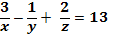 3/x - 1/y + 2/z = 13